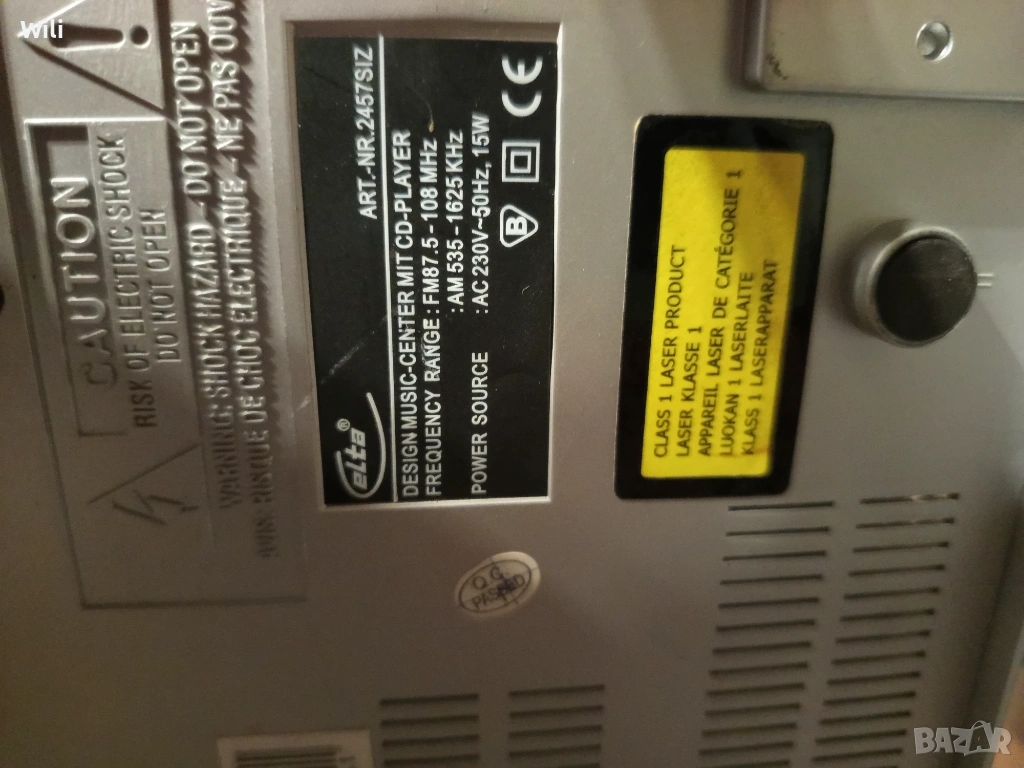 Wili
CAUTION
RISK OF ELECTRIC SHOCK
DO NOT OPEN
WARNING: SHOCK HAZARD - DO NOT OPEN
RISQUE DE CHOC ELECTRIQUE - NE PAS OUV
elta®
ART.-NR.2457SIZ
DESIGN MUSIC-CENTER MIT CD-PLAYER
FREQUENCY RANGE : FM87.5 - 108 MHz
: AM 535 - 1625 KHz
POWER SOURCE : AC 230V~50Hz, 15W
B
CE
CLASS 1 LASER PRODUCT
LASER KLASSE 1
APPAREIL LASER DE CATÉGORIE 1
LUOKAN 1 LASERLAITE
KLASS 1 LASERAPPARAT
Q C
PASSED
BAZAR